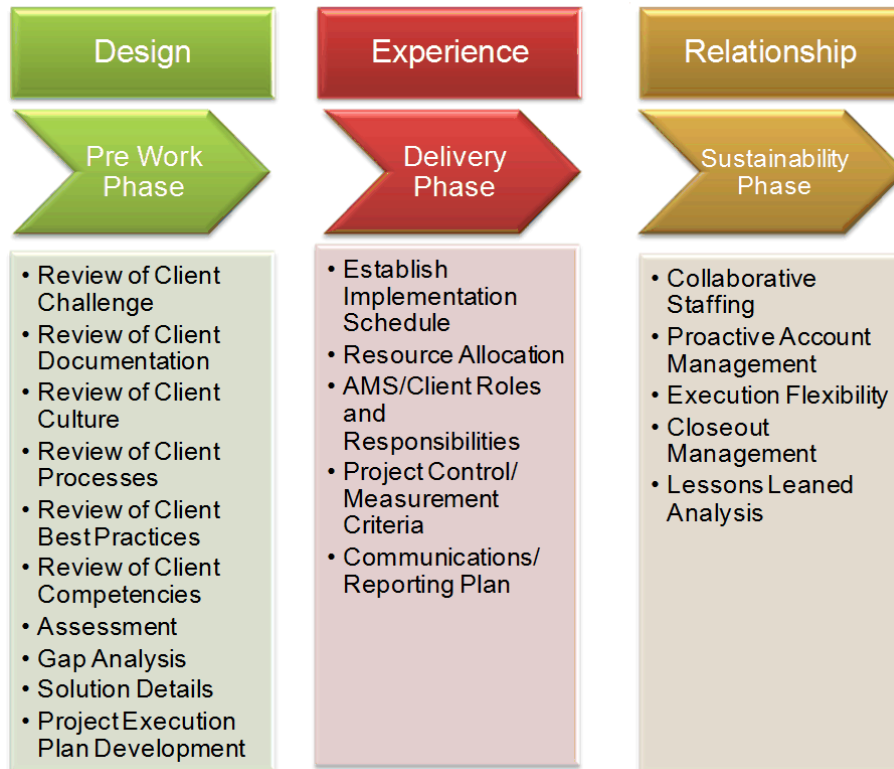 Design
Pre Work
Phase
• Review of Client
Challenge
• Review of Client
Documentation
• Review of Client
Culture
• Review of Client
Processes
• Review of Client
Best Practices
• Review of Client
Competencies
• Assessment
• Gap Analysis
• Solution Details
• Project Execution
Plan Development
Experience
Delivery
Phase
• Establish
Implementation
Schedule
• Resource Allocation
• AMS/Client Roles
and
Responsibilities
• Project Control/
Measurement
Criteria
• Communications/
Reporting Plan
Relationship
Sustainability
Phase
• Collaborative
Staffing
• Proactive Account
Management
• Execution Flexibility
• Closeout
Management
• Lessons Leaned
Analysis